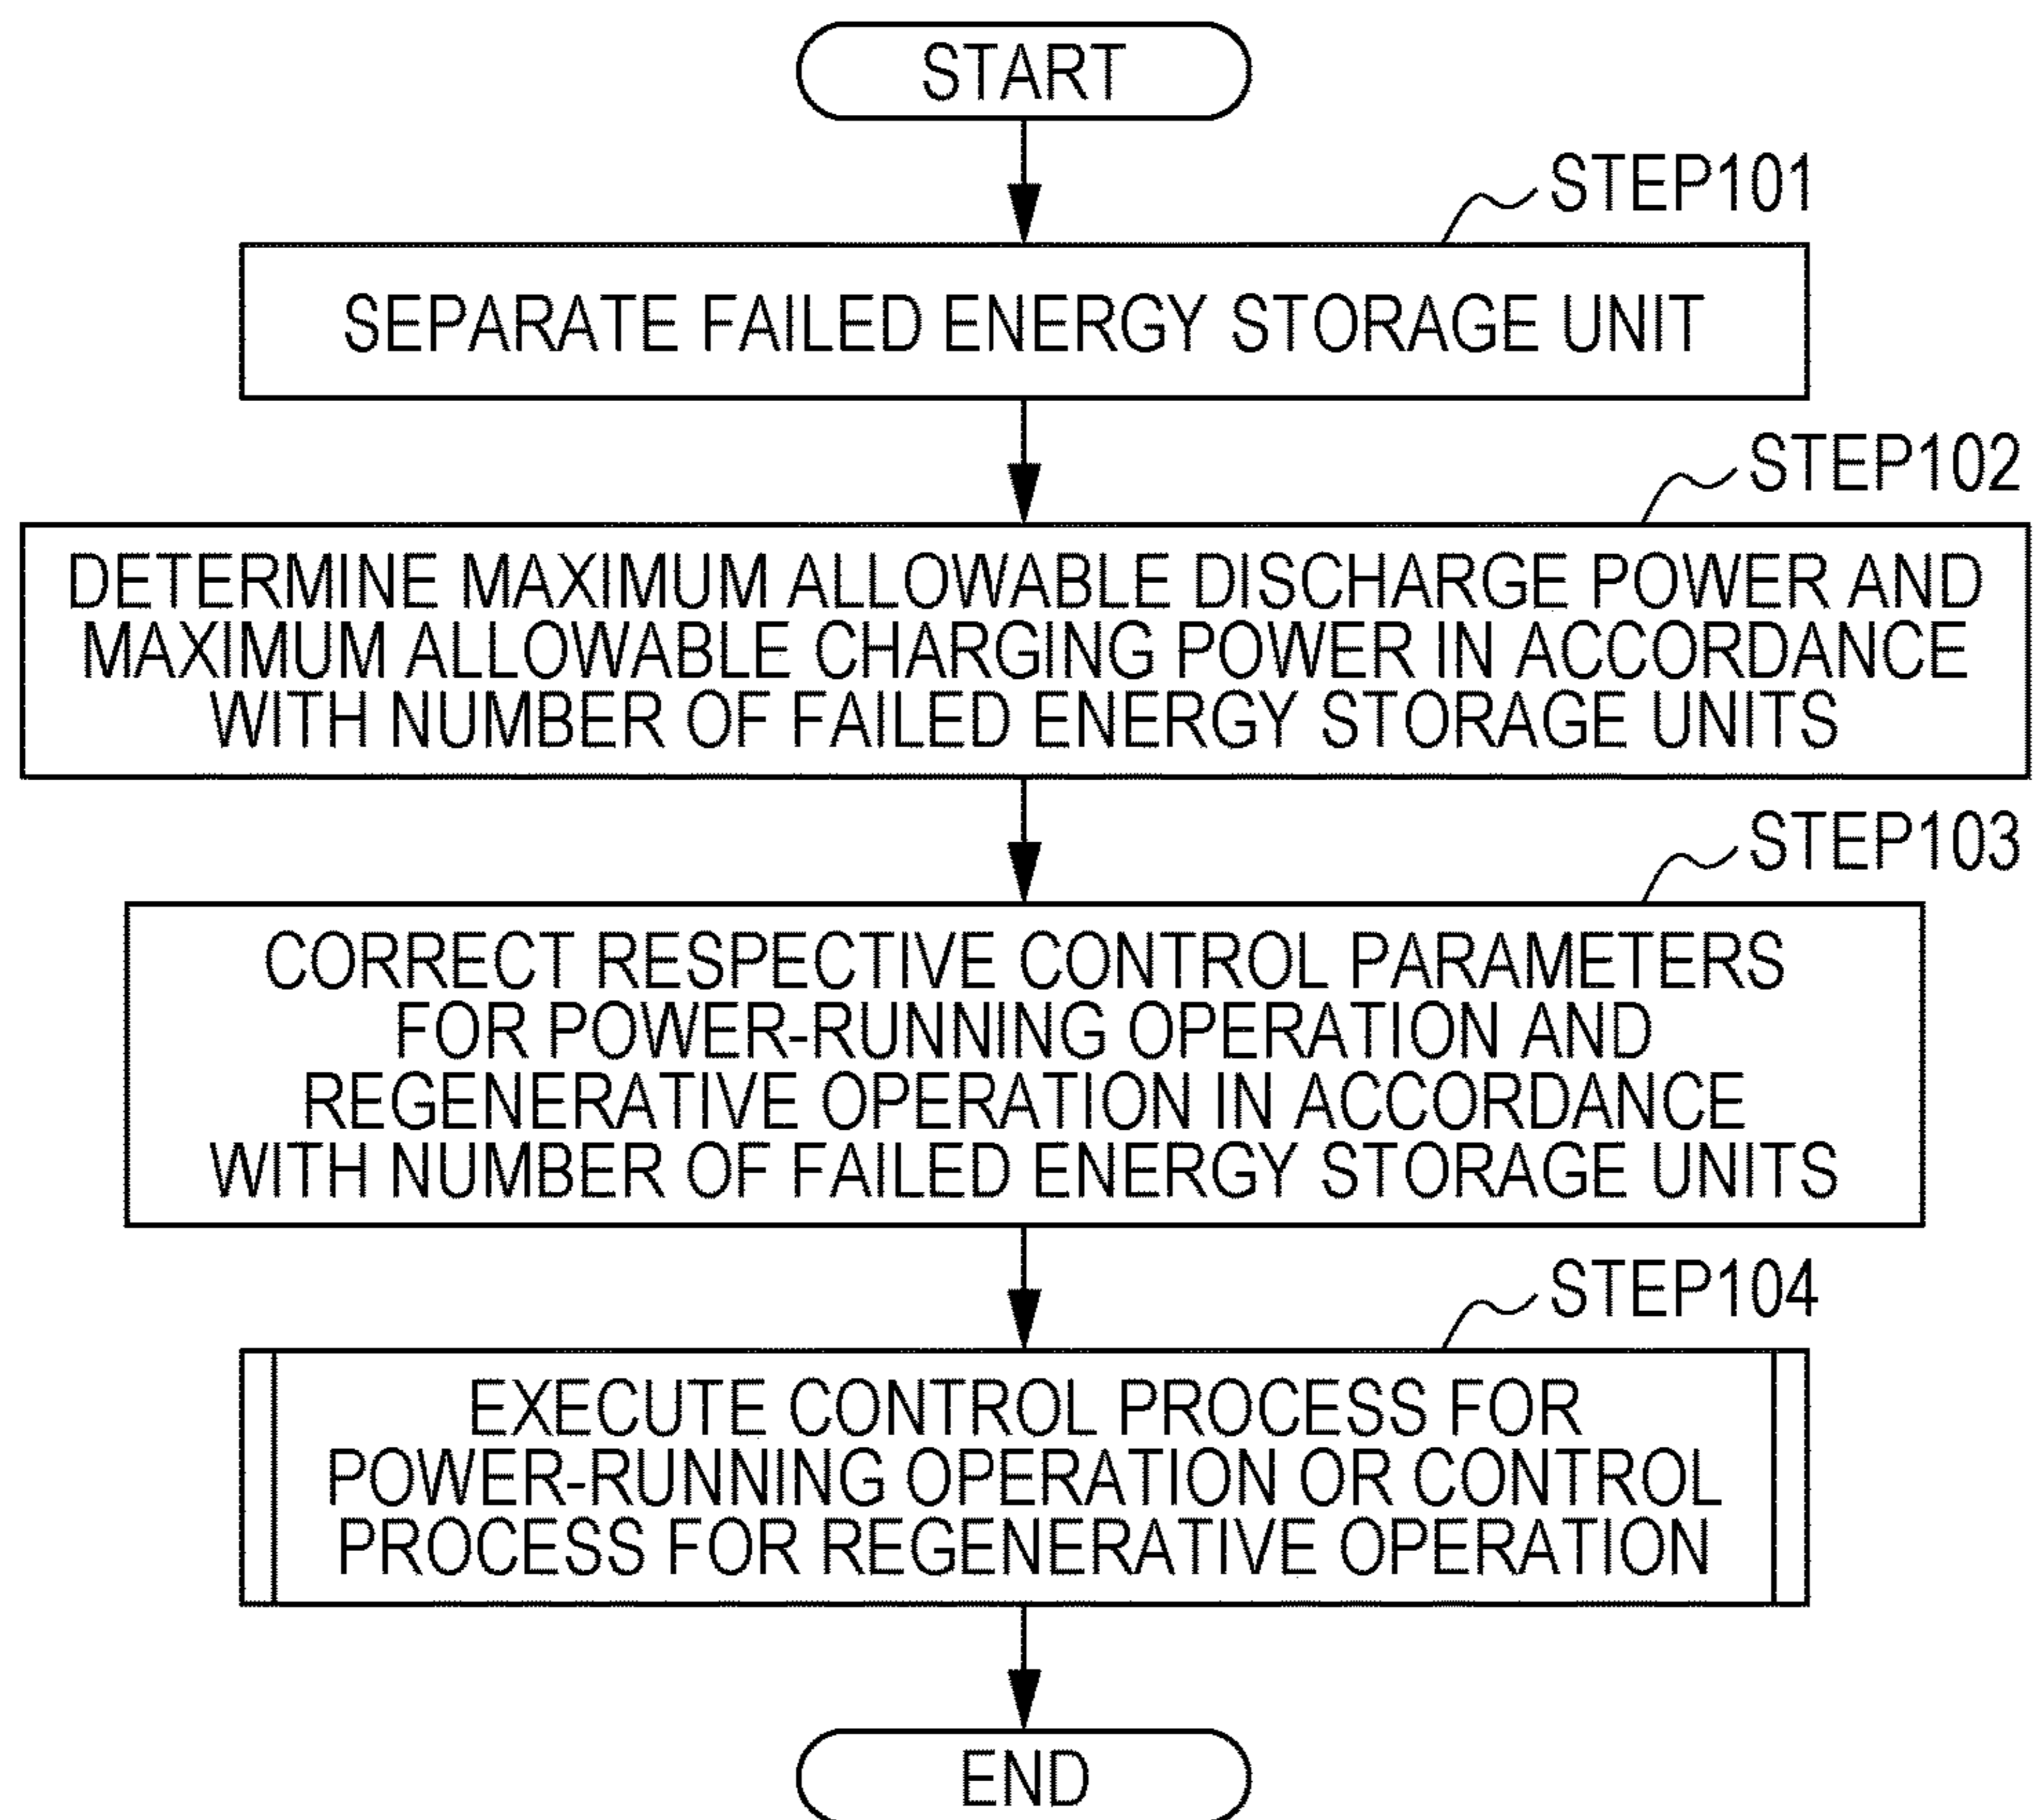 START
STEP101
SEPARATE FAILED ENERGY STORAGE UNIT
STEP102
DETERMINE MAXIMUM ALLOWABLE DISCHARGE POWER AND
MAXIMUM ALLOWABLE CHARGING POWER IN ACCORDANCE
WITH NUMBER OF FAILED ENERGY STORAGE UNITS
STEP103
CORRECT RESPECTIVE CONTROL PARAMETERS
FOR POWER-RUNNING OPERATION AND
REGENERATIVE OPERATION IN ACCORDANCE
WITH NUMBER OF FAILED ENERGY STORAGE UNITS
STEP104
EXECUTE CONTROL PROCESS FOR
POWER-RUNNING OPERATION OR CONTROL
PROCESS FOR REGENERATIVE OPERATION
END